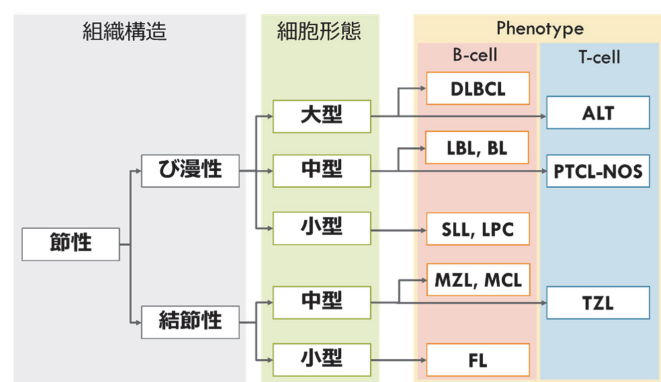 組織構造
細胞形態
Phenotype
B-cell
T-cell
DLBCL
大型
ALT
LBL, BL
び漫性
中型
PTCL-NOS
小型
SLL, LPC
節性
MZL, MCL
中型
TZL
結節性
小型
FL